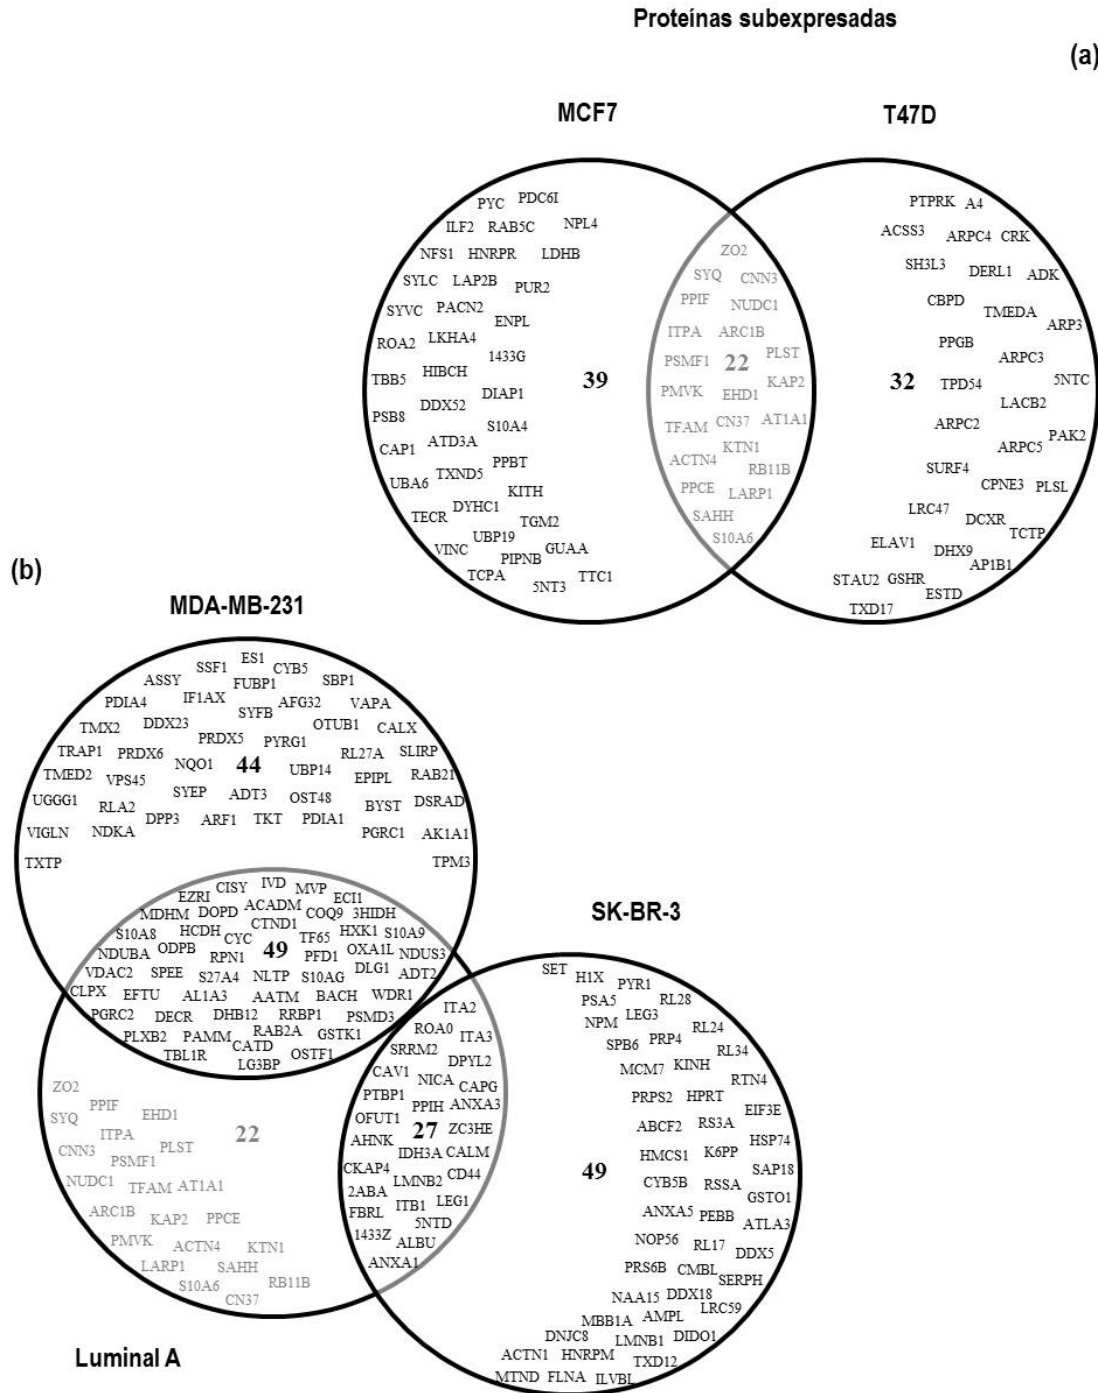 Proteínas subexpresadas
(a)
MCF7
T47D
PYC PDC6I
ILF2 RAB5C NPL4
NFS1 HNRPR LDHB
SYLC LAP2B PUR2
SYVC PACN2 ENPL
ROA2 LKHA4 1433G
TBB5 HIBCH DIAP1
39
PSB8 DDX52 S10A4
CAP1 ATD3A PPBT
UBA6 TXND5 KITH
TECR DYHC1 TGM2
VINC UBP19 PIPNB GUAA
TCPA 5NT3 TTC1
ZO2
SYQ CNN3
PPIF NUDC1
ITPA ARC1B
PSMF1 22 PLST
PMVK EHD1 KAP2
TFAM CN37 AT1A1
ACTN4 KTN1
PPCE RB11B
LARP1
SAHH
S10A6
PTPRK A4
ACSS3 ARPC4 CRK
SH3L3 DERL1 ADK
CBPD TMEDA ARP3
PPGB ARPC3
32 TPD54 5NTC
LACB2
ARPC2 ARPC5 PAK2
SURF4 CPNE3 PLSL
LRC47 DCXR TCTP
ELAV1 DHX9 AP1B1
STAU2 GSHR ESTD
TXD17
(b)
MDA-MB-231
ES1
SSF1 CYB5
ASSY FUBP1 SBP1
PDIA4 IF1AX AFG32 VAPA
TMX2 DDX23 SYFB OTUB1 CALX
TRAP1 PRDX6 PRDX5 PYRG1 RL27A SLIRP
TMED2 VPS45 NQO1 44 UBP14 EPIPL RAB21
UGGG1 RLA2 SYEP ADT3 OST48 BYST DSRAD
VIGLN NDKA DPP3 ARF1 TKT PDIA1 PGRC1 AK1A1
TXTP TPM3
EZRI CISY IVD MVP ECI1
MDHM DOPD ACADM COQ9 3HIDH
S10A8 HCDH CYC CTND1 TF65 HXK1 S10A9
NDUBA ODPB RPN1 49 PFD1 OXA1L NDUS3
VDAC2 SPEE S27A4 NLTP S10AG DLG1 ADT2
CLPX EFTU AL1A3 AATM BACH WDR1
PGRC2 DECR DHB12 RRBP1 PSMD3
PLXB2 PAMM CATD RAB2A GSTK1
TBL1R LG3BP OSTF1
ZO2
SYQ PPIF EHD1
CNN3 ITPA PLST 22
PSMF1
NUDC1 TFAM AT1A1
ARC1B KAP2 PPCE
PMVK ACTN4 KTN1
LARP1 SAHH
S10A6 RB11B
CN37
Luminal A
ITA2
ROA0 ITA3
SRRM2 DPYL2
CAV1 NICA CAPG
PTBP1 PPIH ANXA3
OFUT1 27 ZC3HE
AHNK IDH3A CALM
CKAP4 LMNB2 CD44
2ABA ITB1 LEG1
FBRL 5NTD
1433Z ALBU
ANXA1
SK-BR-3
SET H1X PYR1
PSA5 LEG3 RL28
NPM PRP4 RL24
SPB6 RL34
MCM7 KINH RTN4
PRPS2 HPRT EIF3E
ABCF2 RS3A HSP74
HMCS1 K6PP SAP18
49 CYB5B RSSA GSTO1
ANXA5 PEBB ATLA3
NOP56 RL17 DDX5
PRS6B CMBL SERPH
NAA15 DDX18 LRC59
MBB1A AMPL
DNJC8 LMNB1 DIDO1
ACTN1 HNRPM TXD12
MTND FLNA ILVBL